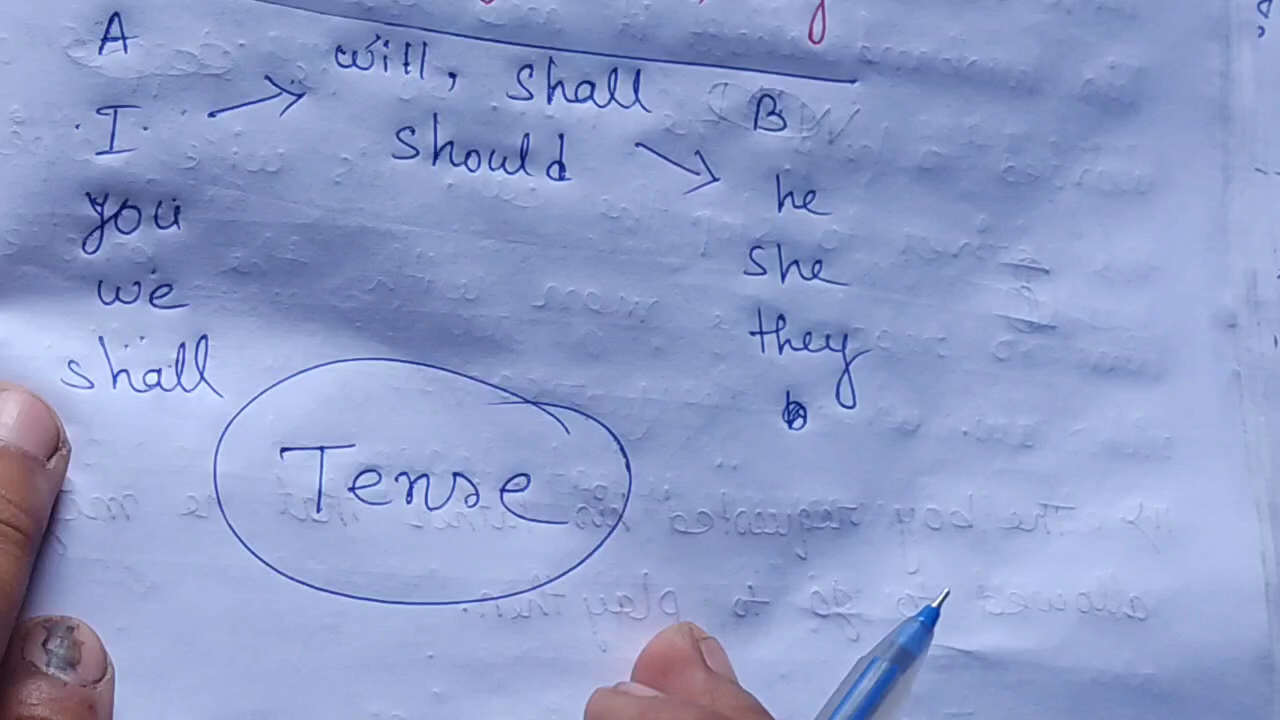 A
will, shall
I
B
should
he
you
she
we
they
shall
Tense